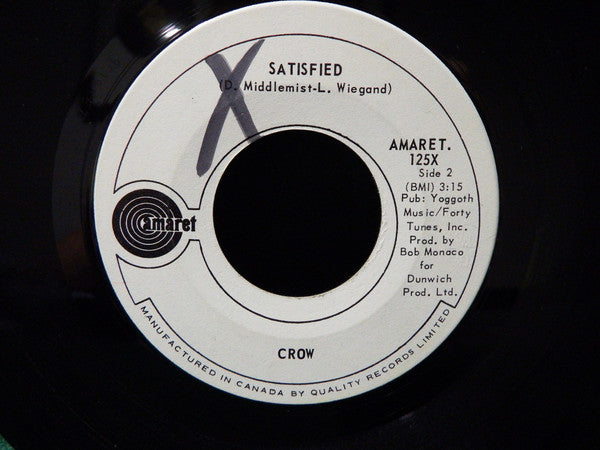 SATISFIED
(D. Middlemist-L. Wiegand)
X
AMARET.
125X
Side 2
(BMI) 3:15
Pub: Yoggoth
Music/Forty
Tunes, Inc.
Prod. by
Bob Monaco
for
Dunwich
Prod. Ltd.
amaret
CROW
MANUFACTURED IN CANADA BY QUALITY RECORDS LIMITED